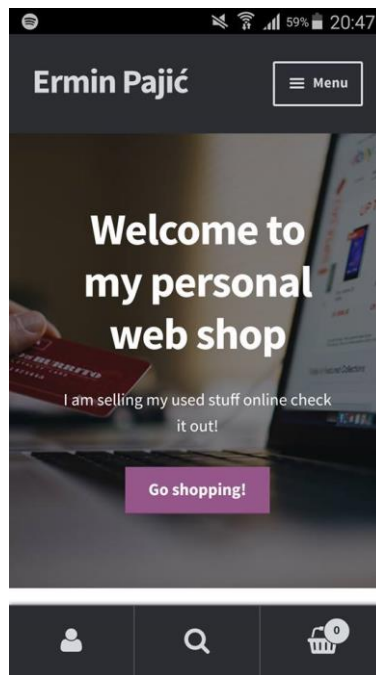 59% 20:47
Ermin Pajić
Menu
Welcome to
my personal
web shop
BURRITO
I am selling my used stuff online check
it out!
Go shopping!
0